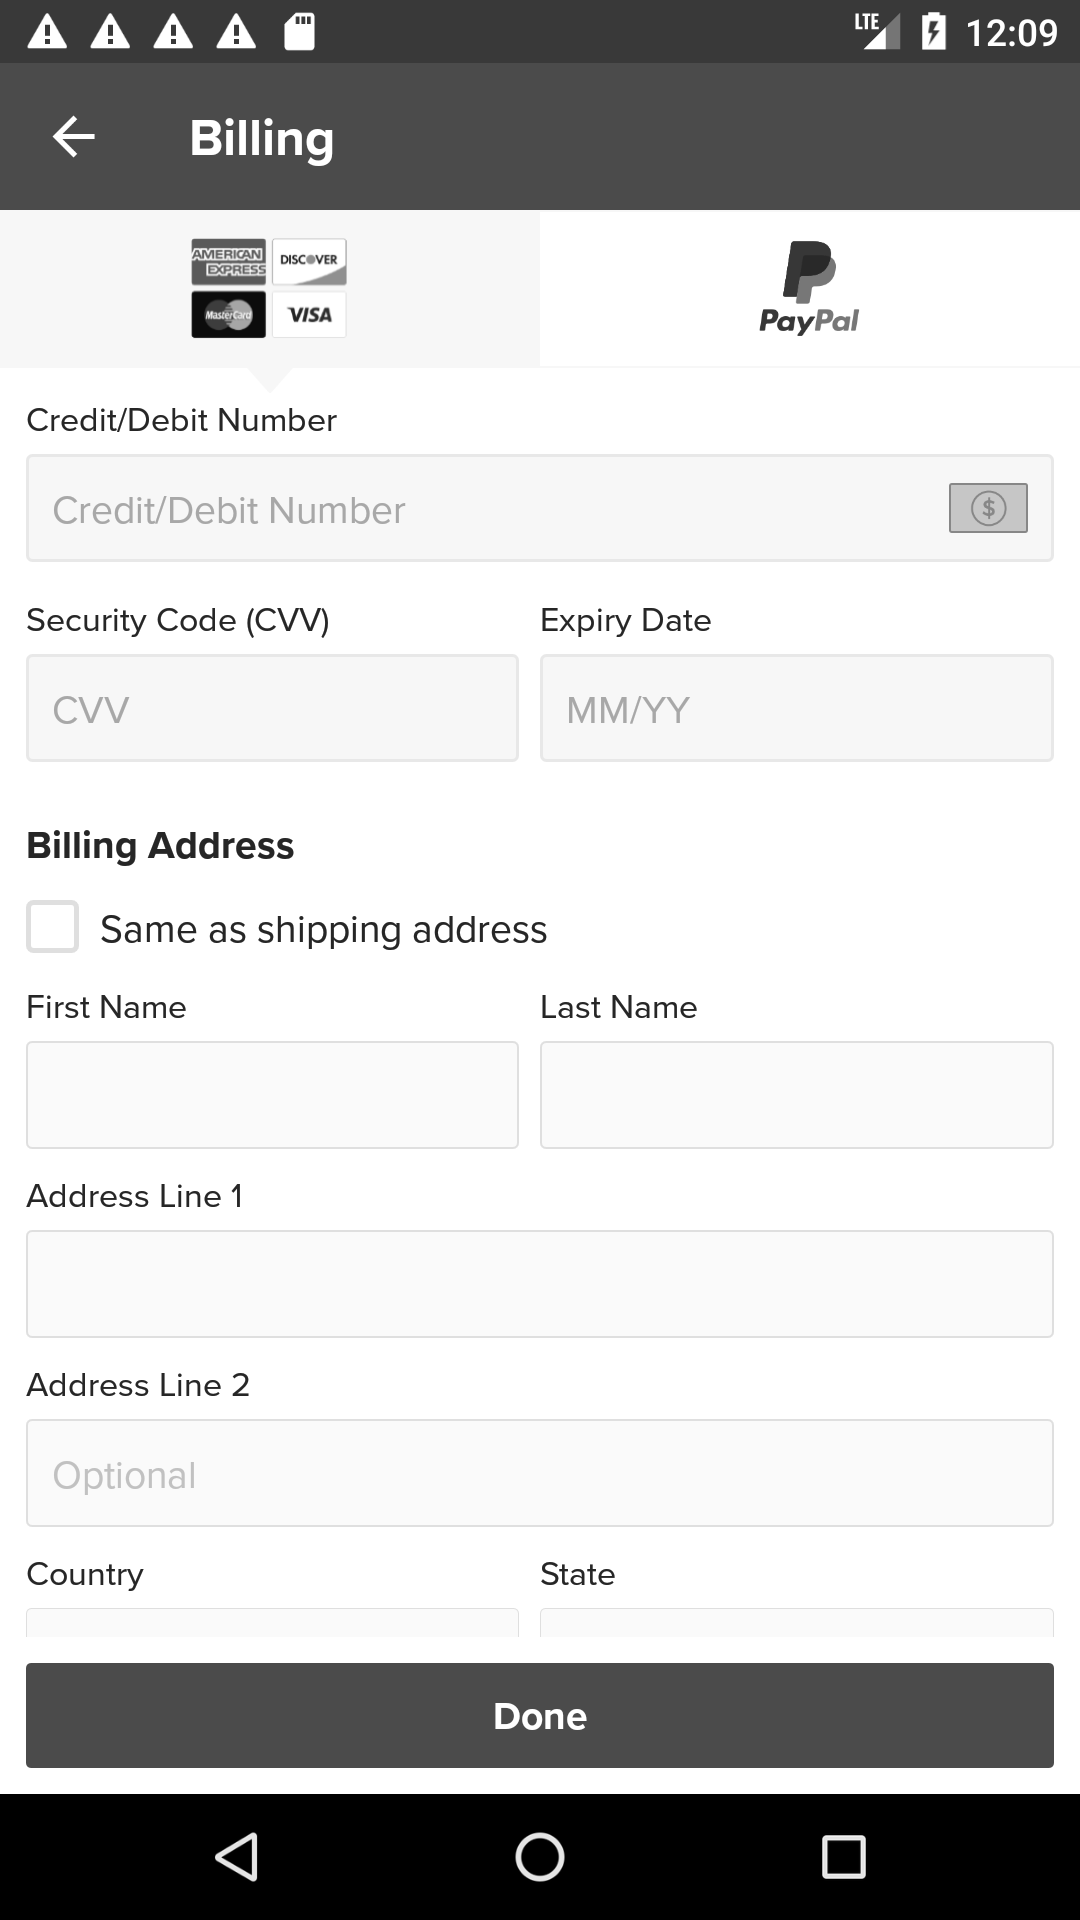 LTE 12:09
Billing
AMERICAN EXPRESS DISCOVER
MasterCard VISA
PayPal
Credit/Debit Number
Credit/Debit Number $
Security Code (CVV) Expiry Date
CVV MM/YY
Billing Address
Same as shipping address
First Name Last Name
Address Line 1
Address Line 2
Optional
Country State
Done